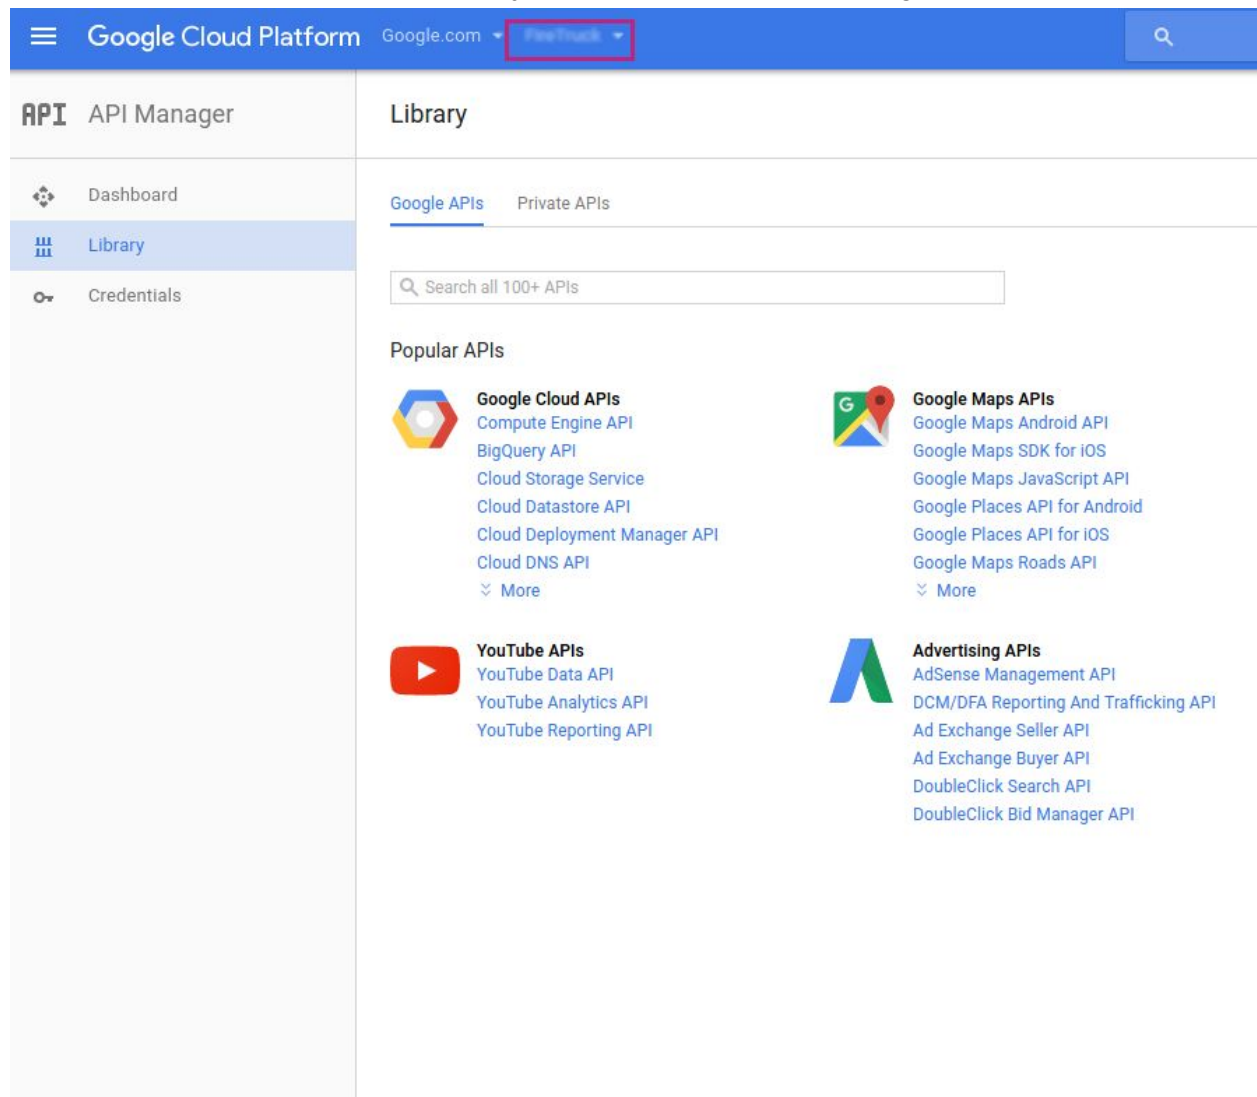 Google Cloud Platform Google.com
API API Manager
Library
Dashboard
Library
Credentials
Google APIs Private APIs
Search all 100+ APIs
Popular APIs
Google Cloud APIs
Compute Engine API
BigQuery API
Cloud Storage Service
Cloud Datastore API
Cloud Deployment Manager API
Cloud DNS API
More
G
Google Maps APIs
Google Maps Android API
Google Maps SDK for iOS
Google Maps JavaScript API
Google Places API for Android
Google Places API for iOS
Google Maps Roads API
More
YouTube APIs
YouTube Data API
YouTube Analytics API
YouTube Reporting API
Advertising APIs
AdSense Management API
DCM/DFA Reporting And Trafficking API
Ad Exchange Seller API
Ad Exchange Buyer API
DoubleClick Search API
DoubleClick Bid Manager API